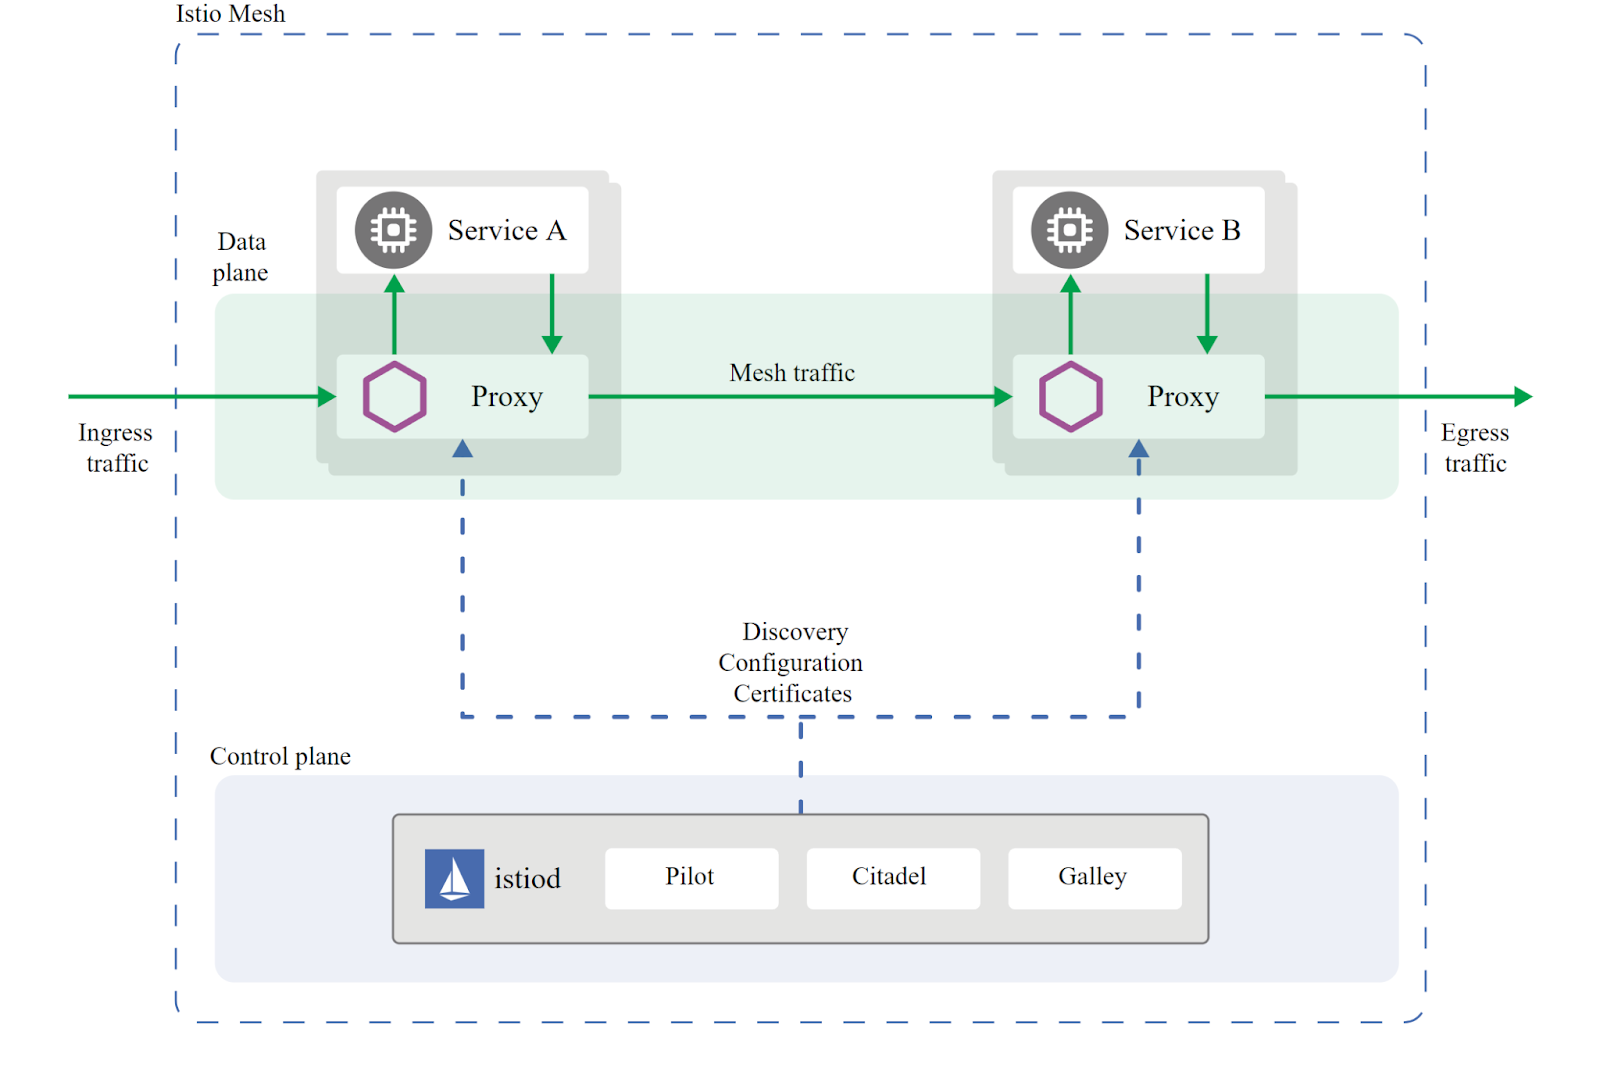 Istio Mesh
Data
plane
Service A
Service B
Proxy
Mesh traffic
Proxy
Ingress
traffic
Egress
traffic
Discovery
Configuration
Certificates
Control plane
istiod
Pilot
Citadel
Galley